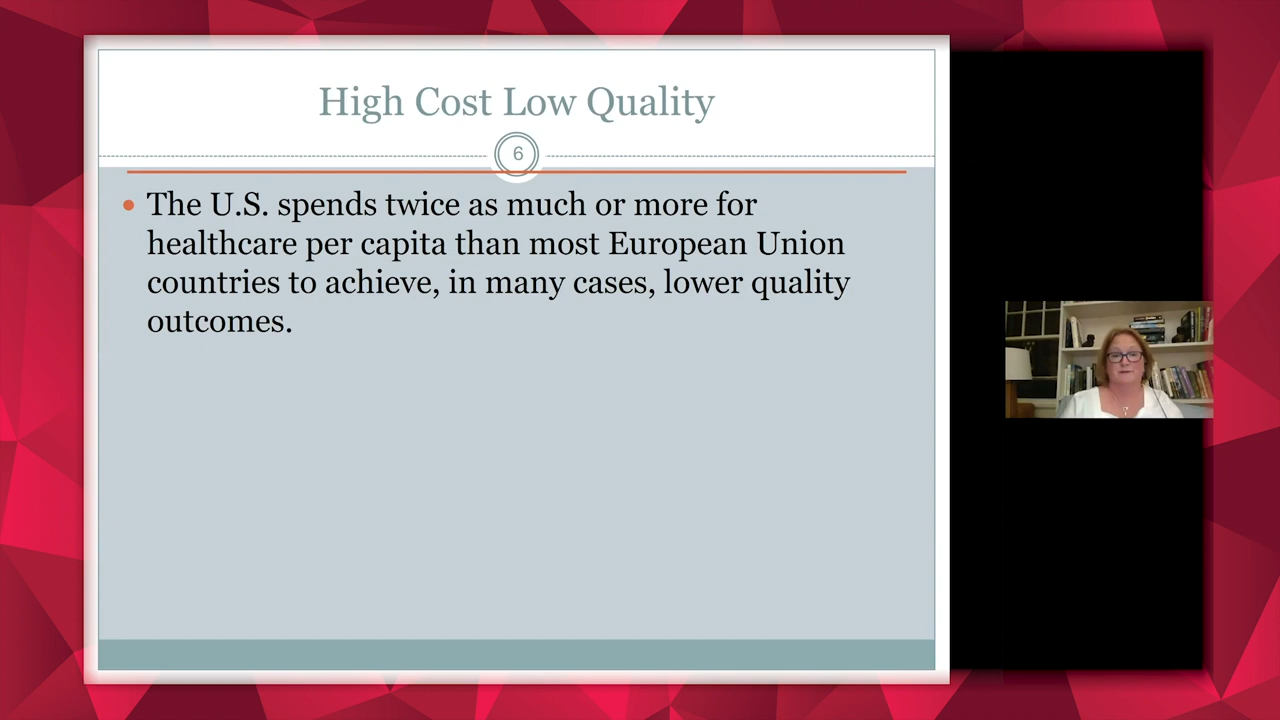 High Cost Low Quality
6
• The U.S. spends twice as much or more for
healthcare per capita than most European Union
countries to achieve, in many cases, lower quality
outcomes.